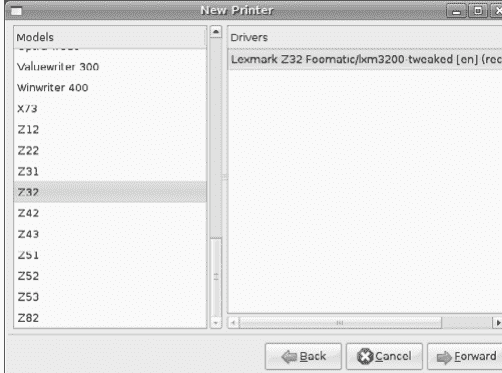 New Printer
Models
Valuewriter 300
Winwriter 400
X73
Z12
Z22
Z31
Z32
Z42
Z43
Z51
Z52
Z53
Z82
Drivers
Lexmark Z32 Foomatic/lxm3200-tweaked [en] (rec
Back
Cancel
Forward